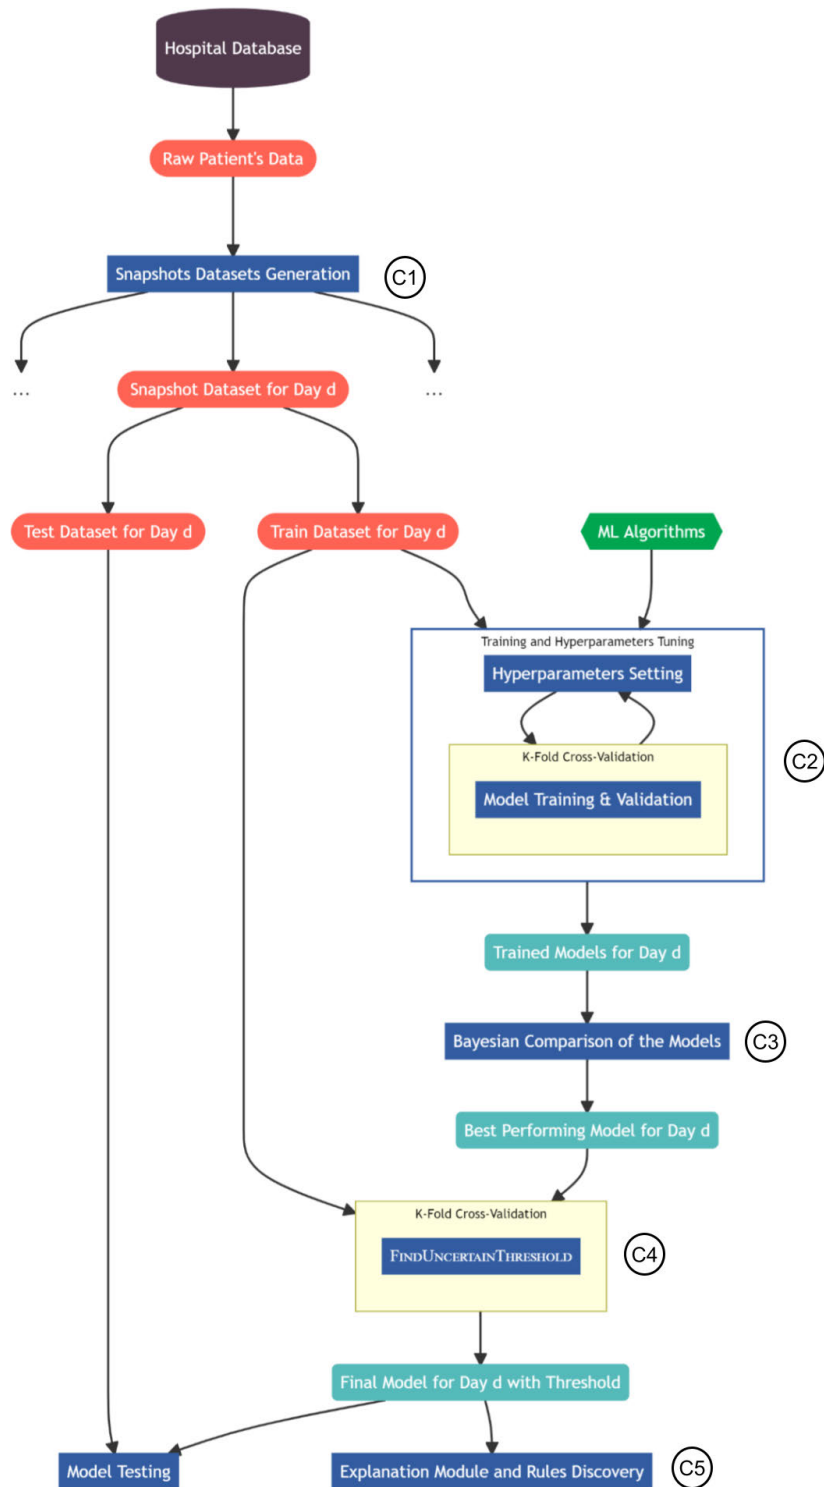 Hospital Database
Raw Patient's Data
Snapshots Datasets Generation
C1
...
...
Snapshot Dataset for Day d
Test Dataset for Day d
Train Dataset for Day d
ML Algorithms
Training and Hyperparameters Tuning
Hyperparameters Setting
K-Fold Cross-Validation
C2
Model Training & Validation
Trained Models for Day d
Bayesian Comparison of the Models
C3
Best Performing Model for Day d
K-Fold Cross-Validation
FINDUNCERTAINTHRESHOLD
C4
Final Model for Day d with Threshold
Model Testing
Explanation Module and Rules Discovery
C5